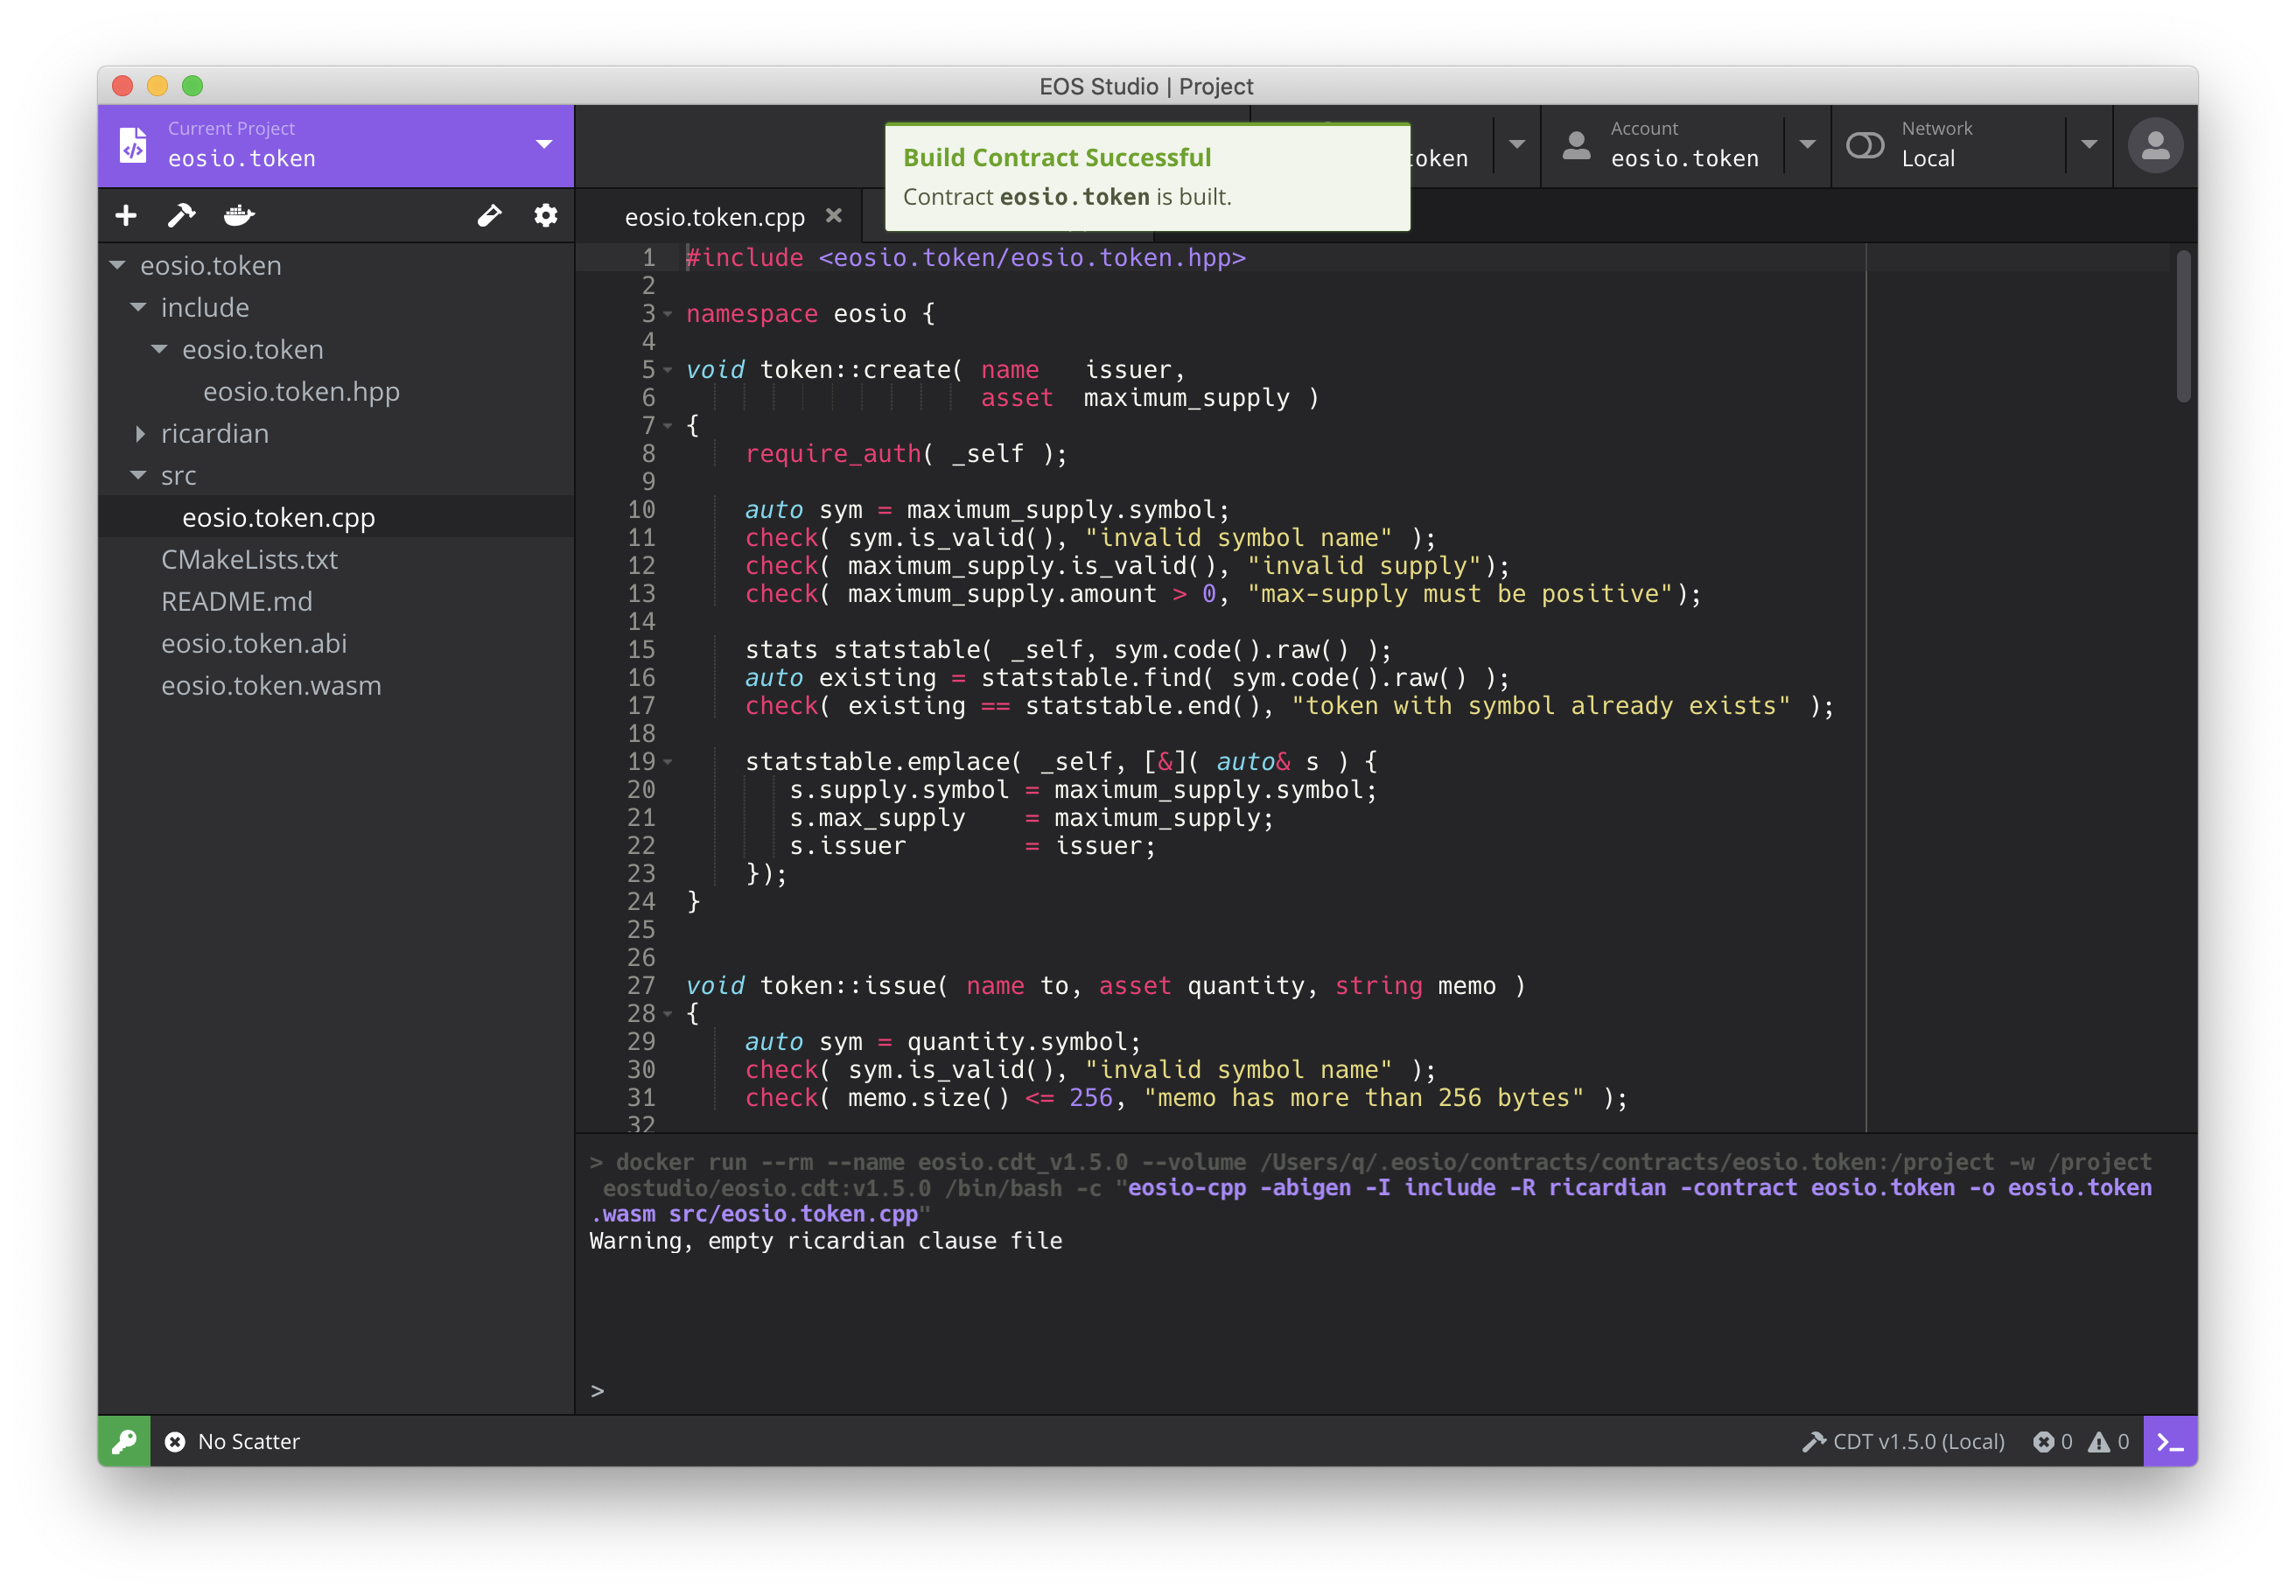 EOS Studio | Project
Current Project
eosio.token
Account
eosio.token
Network
Local
Build Contract Successful
Contract eosio.token is built.
eosio.token.cpp
eosio.token
include
eosio.token
eosio.token.hpp
ricardian
src
eosio.token.cpp
CMakeLists.txt
README.md
eosio.token.abi
eosio.token.wasm
1 #include <eosio.token/eosio.token.hpp>
2
3 namespace eosio {
4
5 void token::create( name   issuer,
6                     asset  maximum_supply )
7 {
8     require_auth( _self );
9
10     auto sym = maximum_supply.symbol;
11     check( sym.is_valid(), "invalid symbol name" );
12     check( maximum_supply.is_valid(), "invalid supply");
13     check( maximum_supply.amount > 0, "max-supply must be positive");
14
15     stats statstable( _self, sym.code().raw() );
16     auto existing = statstable.find( sym.code().raw() );
17     check( existing == statstable.end(), "token with symbol already exists" );
18
19     statstable.emplace( _self, [&]( auto& s ) {
20        s.supply.symbol = maximum_supply.symbol;
21        s.max_supply    = maximum_supply;
22        s.issuer        = issuer;
23     });
24 }
25
26
27 void token::issue( name to, asset quantity, string memo )
28 {
29     auto sym = quantity.symbol;
30     check( sym.is_valid(), "invalid symbol name" );
31     check( memo.size() <= 256, "memo has more than 256 bytes" );
32
> docker run --rm --name eosio.cdt_v1.5.0 --volume /Users/q/.eosio/contracts/contracts/eosio.token:/project -w /project
eostudio/eosio.cdt:v1.5.0 /bin/bash -c "eosio-cpp -abigen -I include -R ricardian -contract eosio.token -o eosio.token
.wasm src/eosio.token.cpp"
Warning, empty ricardian clause file
>
No Scatter
CDT v1.5.0 (Local)
0
0